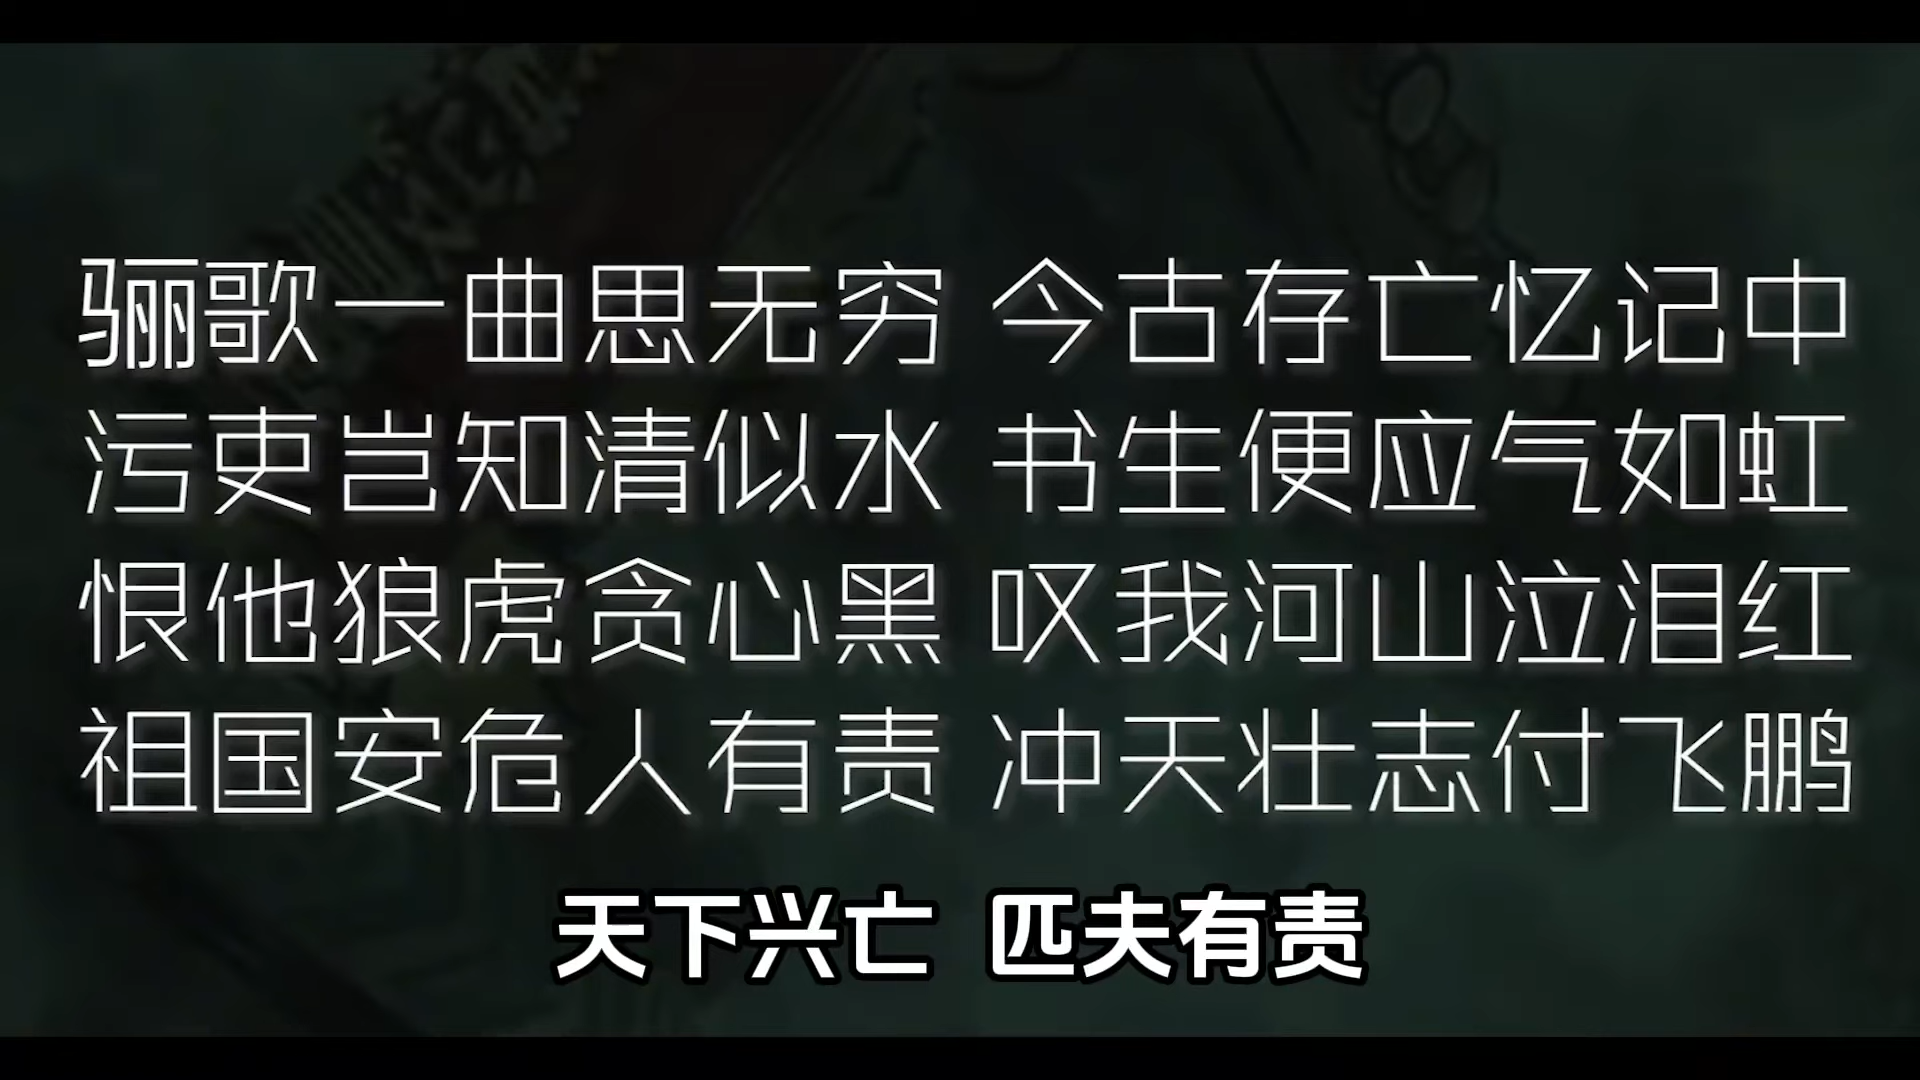 骊歌一曲思无穷 今古存亡忆记中
污吏岂知清似水 书生便应气如虹
恨他狼虎贪心黑 叹我河山泣泪红
祖国安危人有责 冲天壮志付飞鹏
天下兴亡 匹夫有责